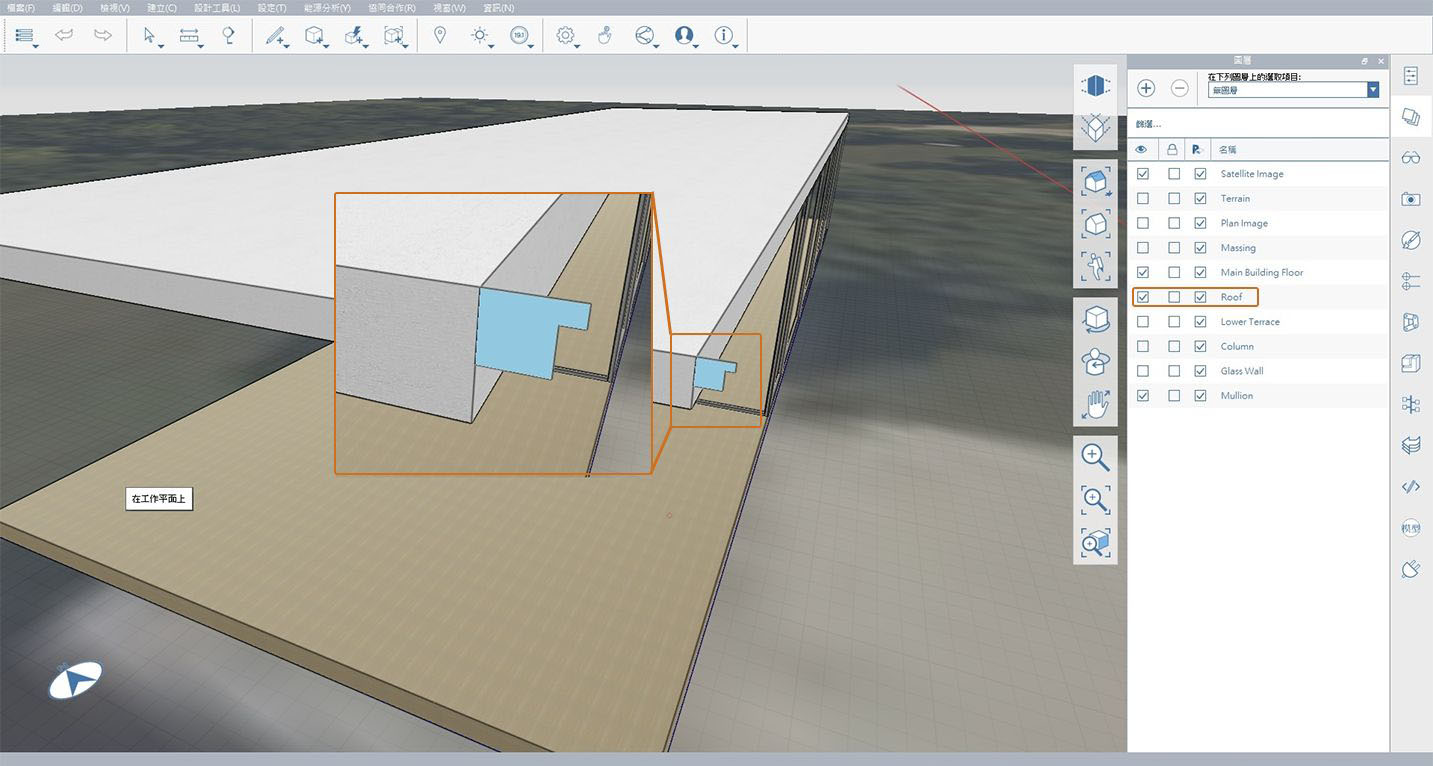 檔案(F) 編輯(D) 檢視(V) 建立(C) 設計工具(L) 設定(T) 能源分析(Y) 協同合作(R) 視窗(W) 資訊(N)
191
圖層
在下列圖層上的選取項目:
無圖層
篩選...
名稱
Satellite Image
Terrain
Plan Image
Massing
Main Building Floor
Roof
Lower Terrace
Column
Glass Wall
Mullion
模型
在工作平面上